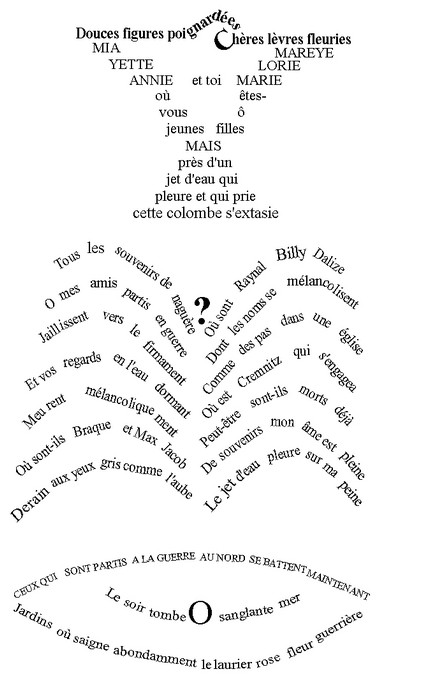 Douces figures poignardées Chères lèvres fleuries
MIA MAREYE
YETTE LORIE
ANNIE et toi MARIE
où êtes-
vous ô
jeunes filles
MAIS
près d'un
jet d'eau qui
pleure et qui prie
cette colombe s'extasie
?
Tous les souvenirs de naguère
O mes amis partis en guerre
Jaillissent vers le firmament
Et vos regards en l'eau dormant
Meu rent mélancolique ment
Où sont-ils Braque et Max Jacob
Derain aux yeux gris comme l'aube
Où sont Raynal Billy Dalize
Dont les noms se mélancolisent
Comme des pas dans une église
Où est Cremnitz qui s'engagea
Peut-être sont-ils morts déjà
De souvenirs mon âme est pleine
Le jet d'eau pleure sur ma peine
CEUX QUI SONT PARTIS A LA GUERRE AU NORD SE BATTENT MAINTENANT
Le soir tombe O sanglante mer
Jardins où saigne abondamment le laurier rose fleur guerrière